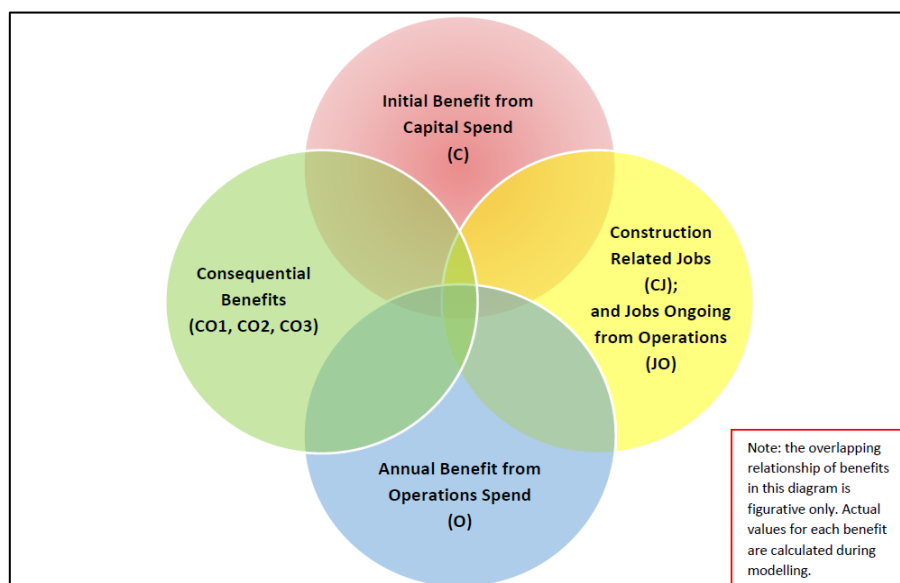 Initial Benefit from
Capital Spend
(C)
Consequential
Benefits
(CO1, CO2, CO3)
Construction
Related Jobs
(CJ);
and Jobs Ongoing
from Operations
(JO)
Annual Benefit from
Operations Spend
(O)
Note: the overlapping
relationship of benefits
in this diagram is
figurative only. Actual
values for each benefit
are calculated during
modelling.